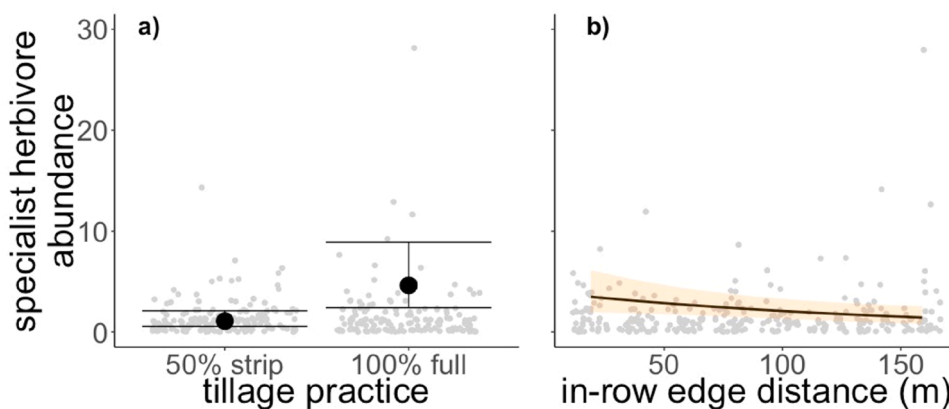 specialist herbivore
abundance
30
20
10
0
a)
50% strip
100% full
tillage practice
b)
50
100
150
in-row edge distance (m)